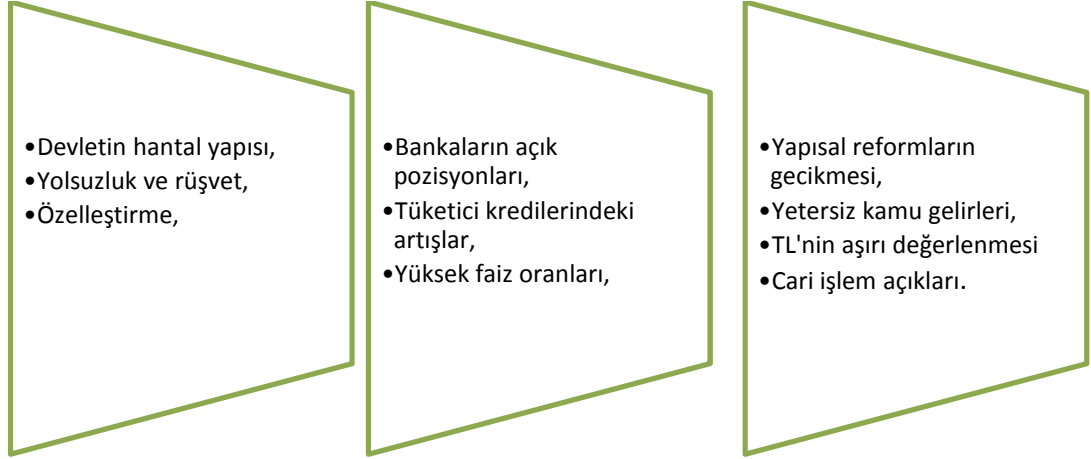 •Devletin hantal yapısı,
•Yolsuzluk ve rüşvet,
•Özelleştirme,
•Bankaların açık
pozisyonları,
•Tüketici kredilerindeki
artışlar,
•Yüksek faiz oranları,
•Yapısal reformların
gecikmesi,
•Yetersiz kamu gelirleri,
•TL'nin aşırı değerlenmesi
•Cari işlem açıkları.